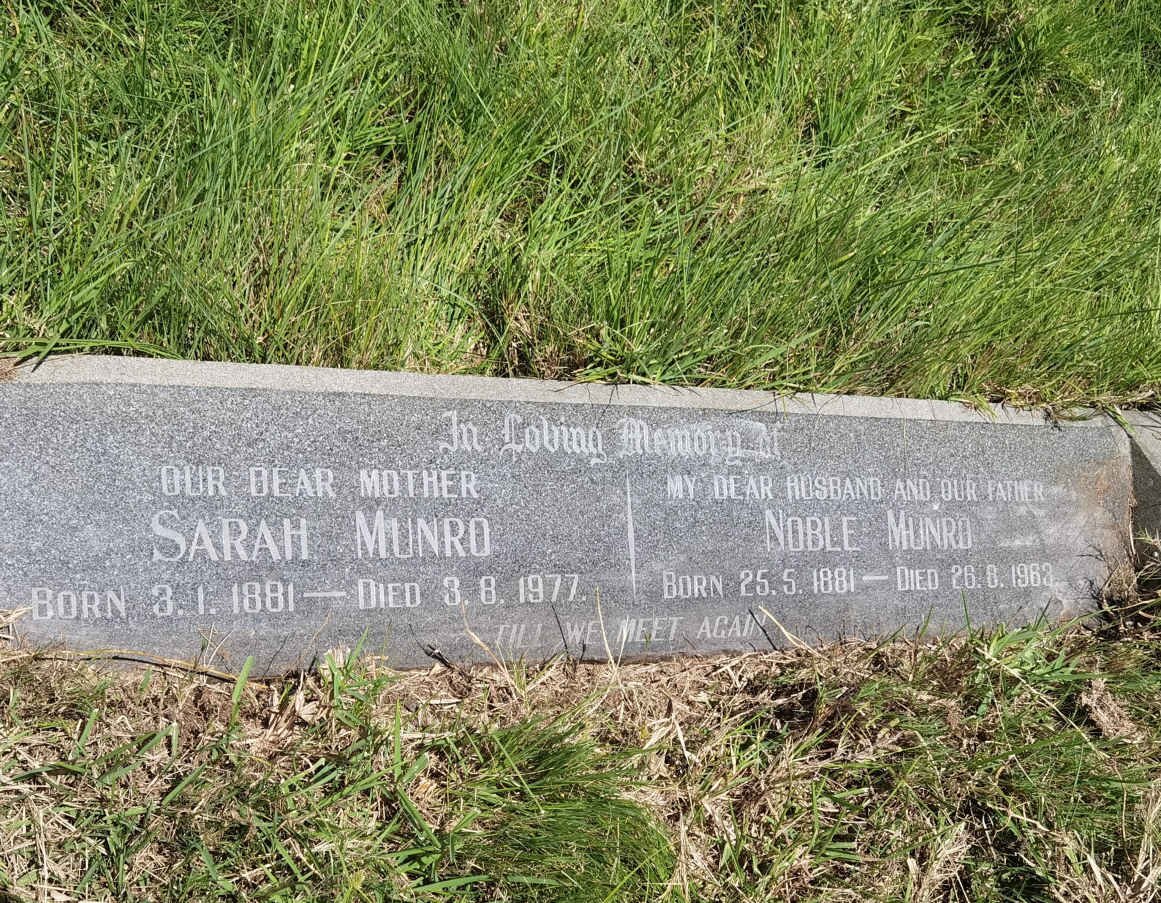 In Loving Memory of
OUR DEAR MOTHER
SARAH MUNRO
BORN 3.1.1881 — DIED 3.8.1977.
MY DEAR HUSBAND AND OUR FATHER
NOBLE MUNRO
BORN 25.5.1881 — DIED 26.8.1963.
TILL WE MEET AGAIN